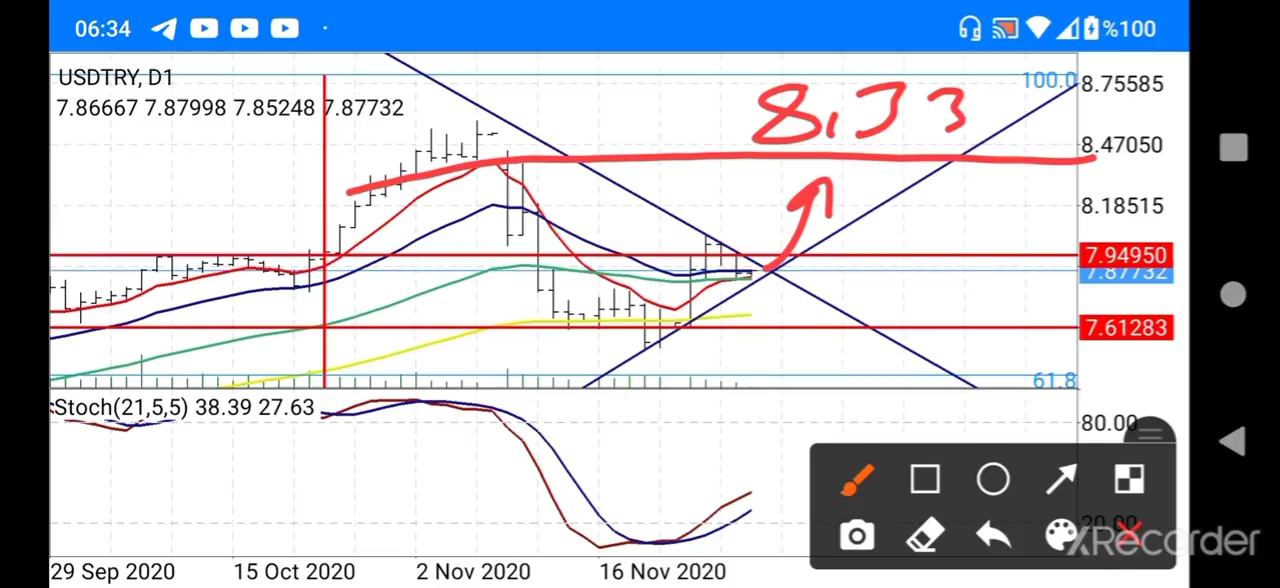 06:34 %100
USDTRY, D1
7.86667 7.87998 7.85248 7.87732
100.0
8.75585
8,33
8.47050
8.18515
7.94950
7.87732
7.61283
61.8
Stoch(21,5,5) 38.39 27.63
80.00
20.00
XRecorder
29 Sep 2020 15 Oct 2020 2 Nov 2020 16 Nov 2020